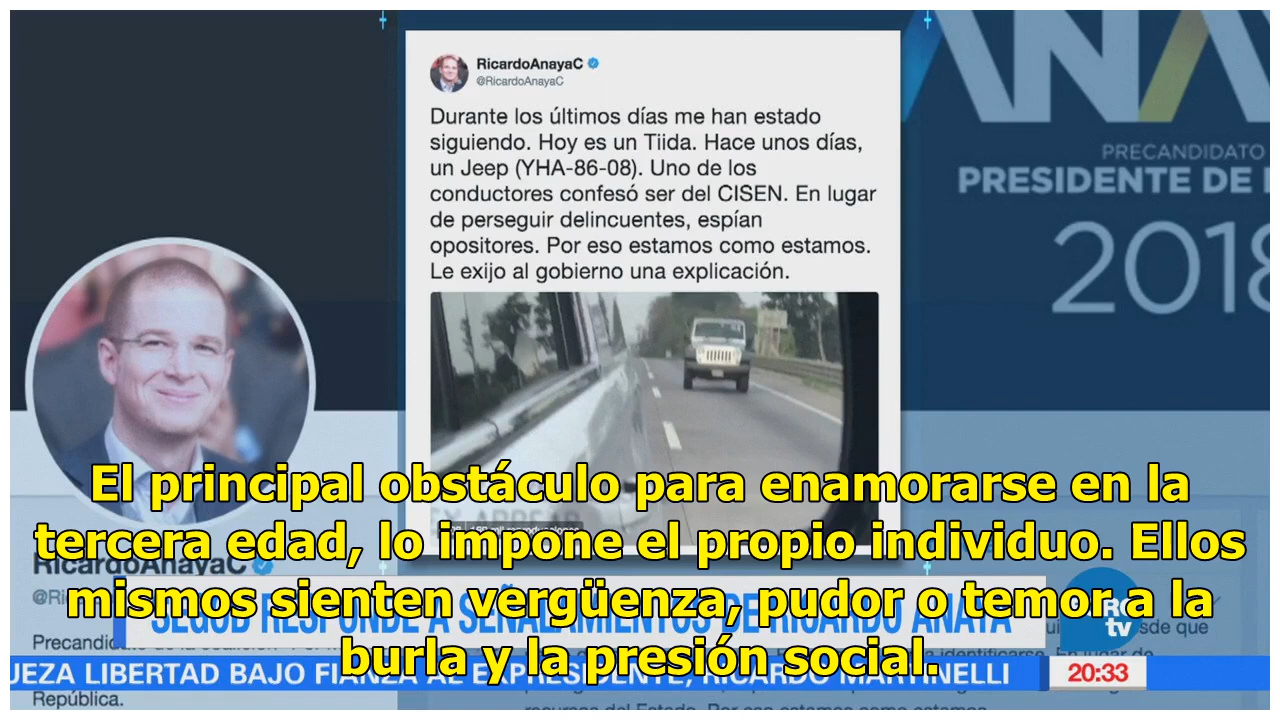 ANA
PRECANDIDATO
PRESIDENTE DE
2018
RicardoAnayaC
@RicardoAnayaC
Durante los últimos días me han estado
siguiendo. Hoy es un Tiida. Hace unos días,
un Jeep (YHA-86-08). Uno de los
conductores confesó ser del CISEN. En lugar
de perseguir delincuentes, espían
opositores. Por eso estamos como estamos.
Le exijo al gobierno una explicación.
El principal obstáculo para enamorarse en la
tercera edad, lo impone el propio individuo. Ellos
mismos sienten vergüenza, pudor o temor a la
burla y la presión social.
RicardoAnayaC
SEGOB RESPONDE A SEÑALAMIENTOS DE RICARDO ANAYA
tv
UEZA LIBERTAD BAJO FIANZA AL EXPRESIDENTE, RICARDO MARTINELLI
20:33
República.